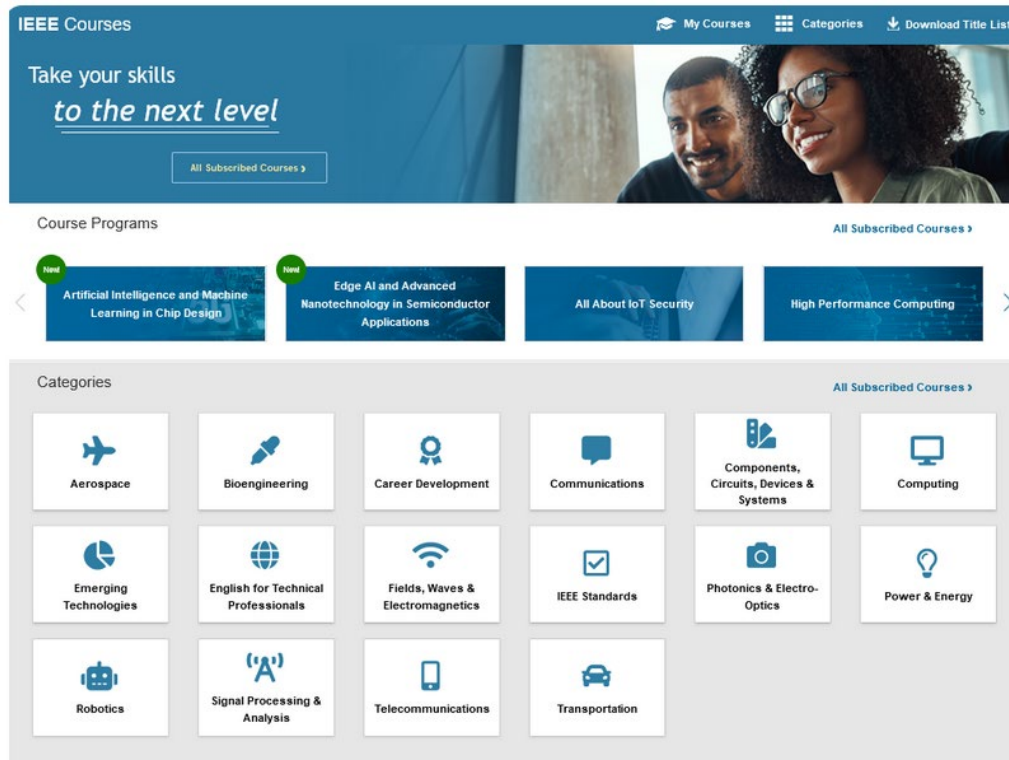 IEEE Courses
My Courses
Categories
Download Title List
Take your skills
to the next level
All Subscribed Courses ›
Course Programs
All Subscribed Courses ›
New!
Artificial Intelligence and Machine
Learning in Chip Design
New!
Edge AI and Advanced
Nanotechnology in Semiconductor
Applications
All About IoT Security
High Performance Computing
Categories
All Subscribed Courses ›
Aerospace
Bioengineering
Career Development
Communications
Components,
Circuits, Devices &
Systems
Computing
Emerging
Technologies
English for Technical
Professionals
Fields, Waves &
Electromagnetics
IEEE Standards
Photonics & Electro-
Optics
Power & Energy
Robotics
Signal Processing &
Analysis
Telecommunications
Transportation